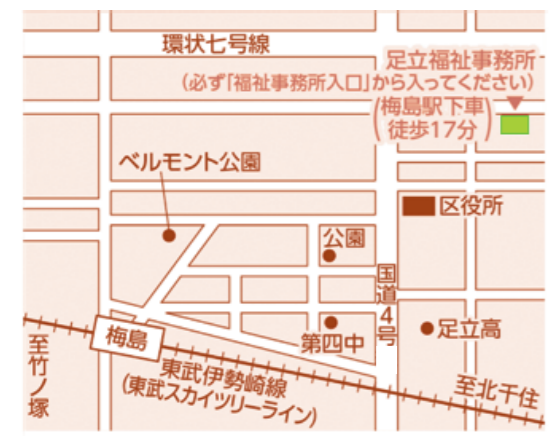 環状七号線
足立福祉事務所
(必ず「福祉事務所入口」から入ってください)
(梅島駅下車
徒歩17分)
ベルモント公園
区役所
公園
国道4号
梅島
第四中
足立高
至竹ノ塚
東武伊勢崎線
(東武スカイツリーライン)
至北千住